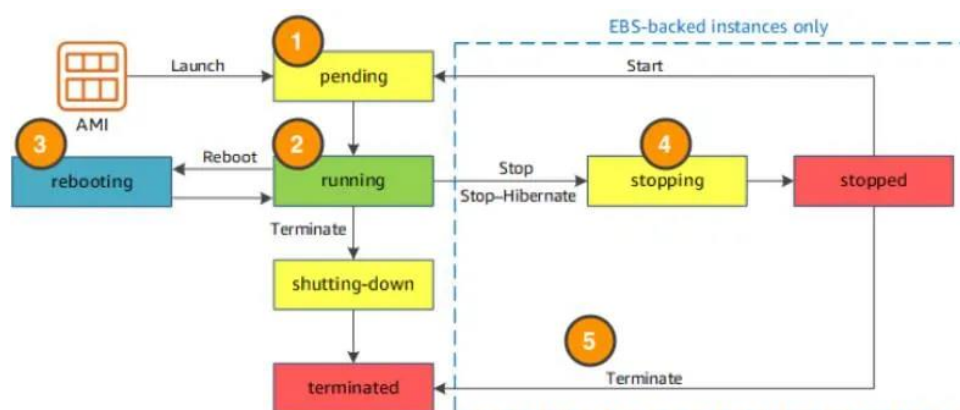 EBS-backed instances only
1
Launch
pending
Start
AMI
3
Reboot
2
4
rebooting
running
Stop
stopping
stopped
Stop–Hibernate
Terminate
shutting-down
5
Terminate
terminated